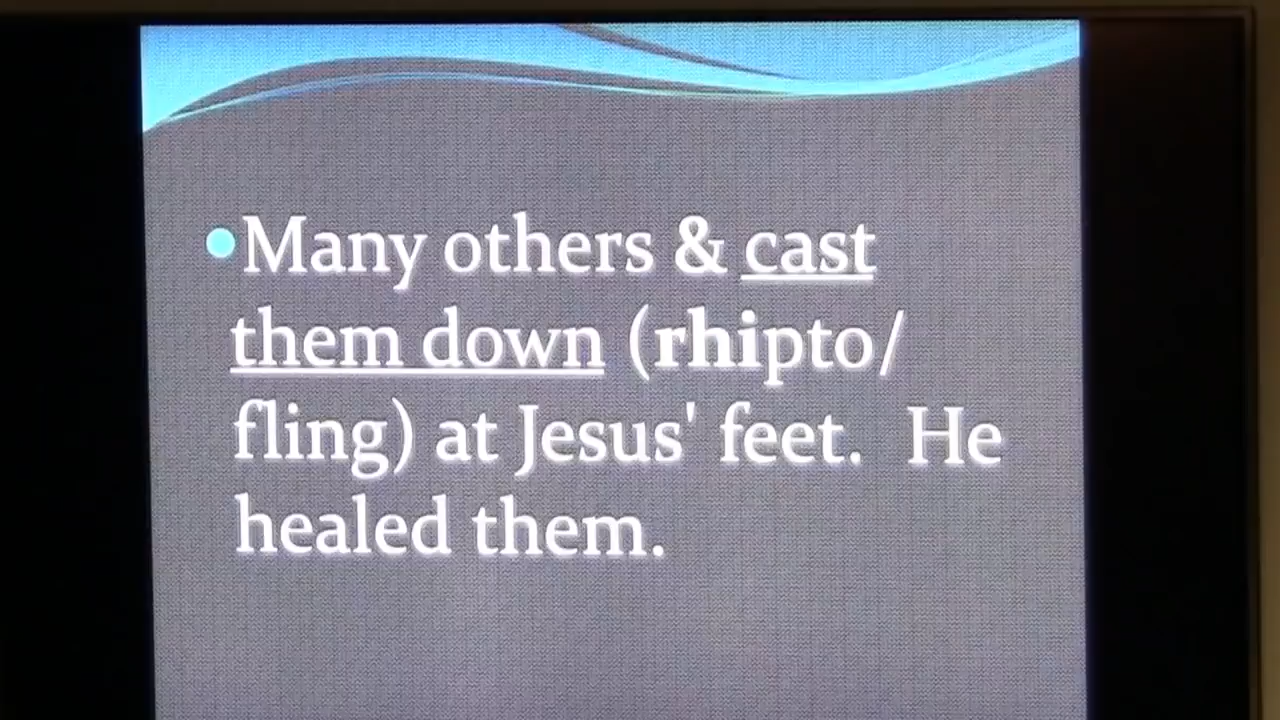 •Many others & cast
them down (rhipto/
fling) at Jesus' feet.  He
healed them.